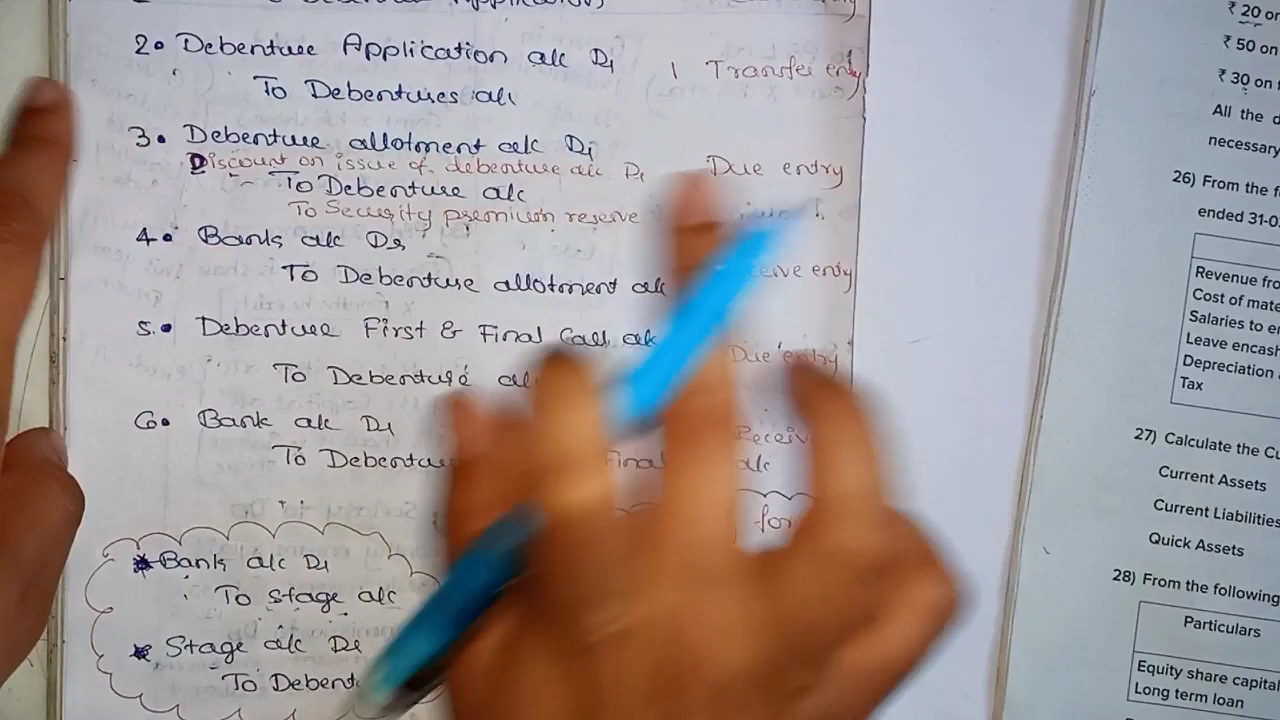 2. Debenture Application a/c Dr
Transfer entry
To Debentures a/c
3. Debenture allotment a/c Dr
Discount on issue of debenture a/c Dr
Due entry
To Debenture a/c
To Security premium reserve
4. Bank a/c Dr
To Debenture allotment a/c
entry
5. Debenture First & Final Call a/c
Due entry
To Debenture
6. Bank a/c Dr
To Debenture
Final
a/c
for
* Bank a/c Dr
To stage a/c
* Stage a/c Dr
To Debent
₹ 20 on
₹ 50 on
₹ 30 on
All the
necessary
26) From the
ended 31-0
Revenue fro
Cost of mate
Salaries to e
Leave encash
Depreciation
Tax
27) Calculate the Cu
Current Assets
Current Liabilities
Quick Assets
28) From the following
Particulars
Equity share capital
Long term loan